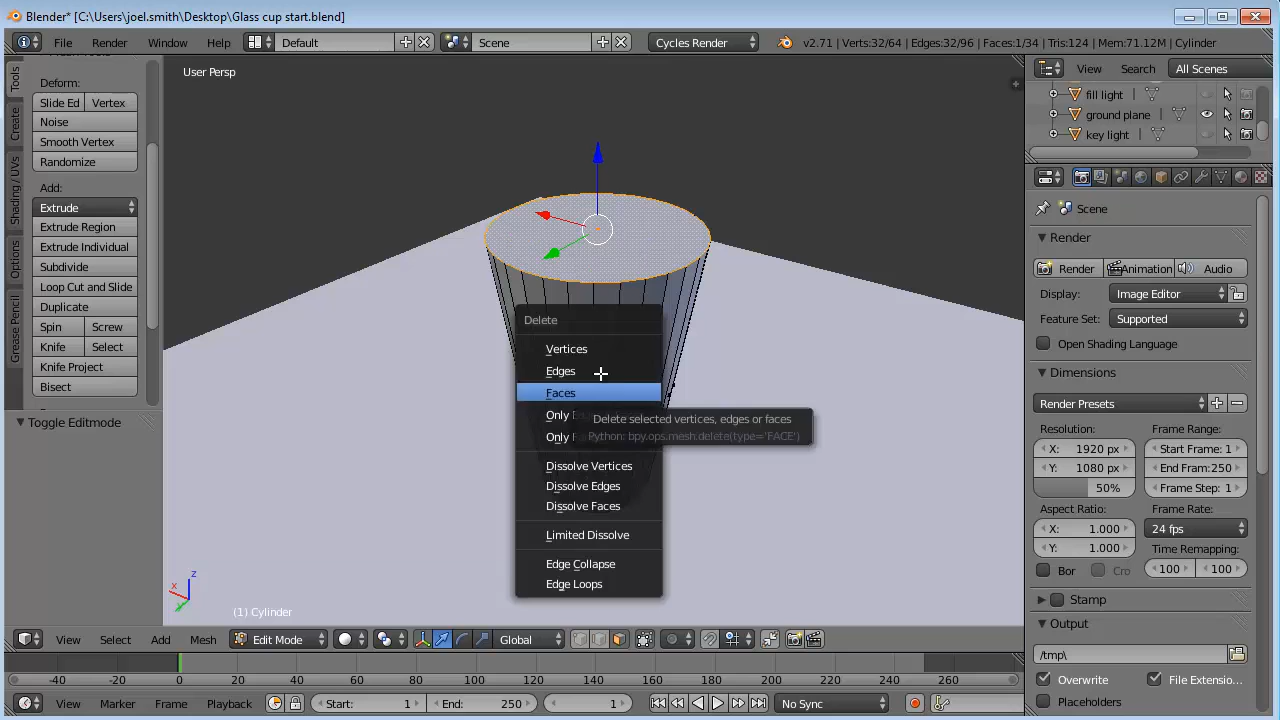 Blender* [C:\Users\joel.smith\Desktop\Glass cup start.blend]
File Render Window Help Default Scene Cycles Render v2.71 | Verts:32/64 | Edges:32/96 | Faces:1/34 | Tris:124 | Mem:71.12M | Cylinder
Tools
Create
Shading / UVs
Options
Grease Pencil
Deform:
Slide Ed Vertex
Noise
Smooth Vertex
Randomize
Add:
Extrude
Extrude Region
Extrude Individual
Subdivide
Loop Cut and Slide
Duplicate
Spin Screw
Knife Select
Knife Project
Bisect
Toggle Editmode
User Persp
Delete
Vertices
Edges
Faces
Only
Only
Delete selected vertices, edges or faces
Python: bpy.ops.mesh.delete(type='FACE')
Dissolve Vertices
Dissolve Edges
Dissolve Faces
Limited Dissolve
Edge Collapse
Edge Loops
z
x
y
(1) Cylinder
View Select Add Mesh Edit Mode Global
-40 -20 0 20 40 60 80 100 120 140 160 180 200 220 240 260
View Marker Frame Playback Start: 1 End: 250 1 No Sync
View Search All Scenes
fill light
ground plane
key light
Scene
Render
Render Animation Audio
Display: Image Editor
Feature Set: Supported
Open Shading Language
Dimensions
Render Presets
Resolution: Frame Range:
X: 1920 px Start Frame: 1
Y: 1080 px End Fram:250
50% Frame Step: 1
Aspect Ratio: Frame Rate:
X: 1.000 24 fps
Y: 1.000 Time Remapping:
Bor Cro 100 100
Stamp
Output
/tmp\
Overwrite File Extensio...
Placeholders